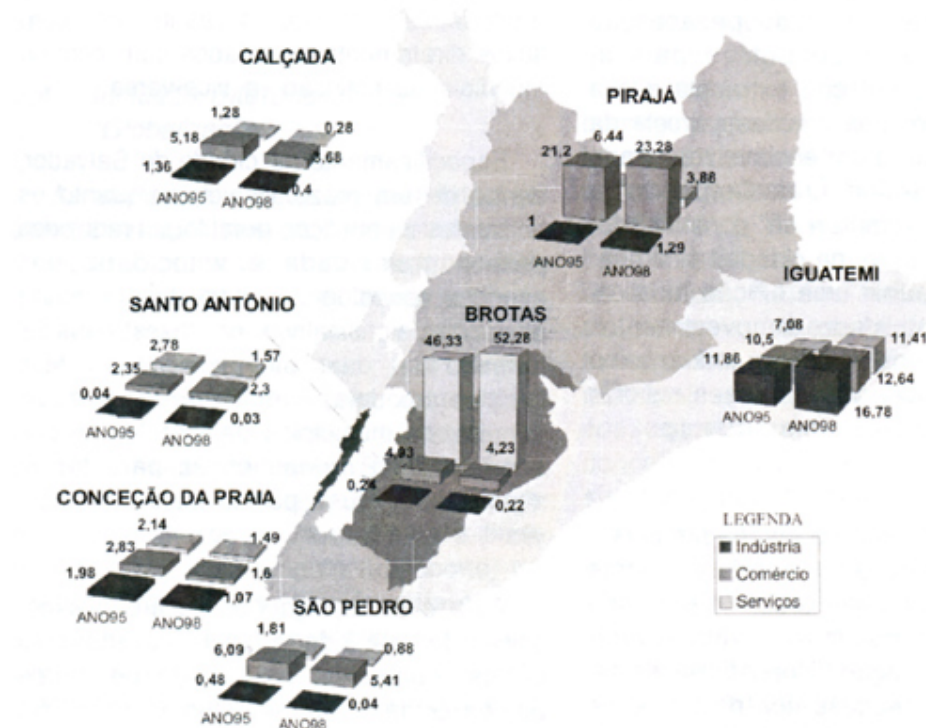 CALÇADA
1,28
0,28
5,18
3,68
1,36
0,4
ANO95
ANO98
PIRAJÁ
6.44
21,2
23,28
3,88
1
1,29
ANO95
ANO98
IGUATEMI
7,08
11,41
10,5
11,86
12,64
16.78
ANO95
ANO98
SANTO ANTÔNIO
2,78
1,57
2,35
2,3
0,04
0,03
ANO95
ANO98
BROTAS
46,33
52,28
4,93
4,23
0,24
0,22
CONCEÇÃO DA PRAIA
2,14
1,49
2,83
1,6
1,98
1,07
ANO95
ANO98
SÃO PEDRO
1,81
0,88
6,09
5,41
0,48
0,04
ANO95
ANO98
LEGENDA
Indústria
Comércio
Serviços